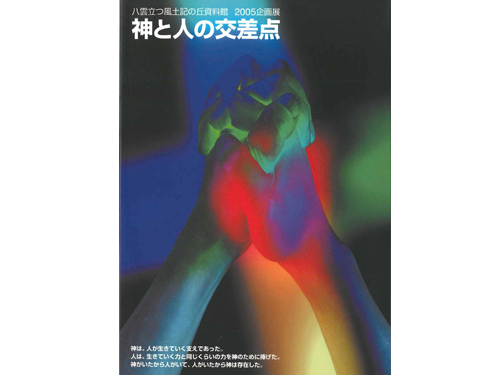 八雲立つ風土記の丘資料館 2005企画展
神と人の交差点
神は、人が生きていく支えであった。
人は、生きていく力と同じくらいの力を神のために捧げた。
神がいたから人がいて、人がいたから神は存在した。